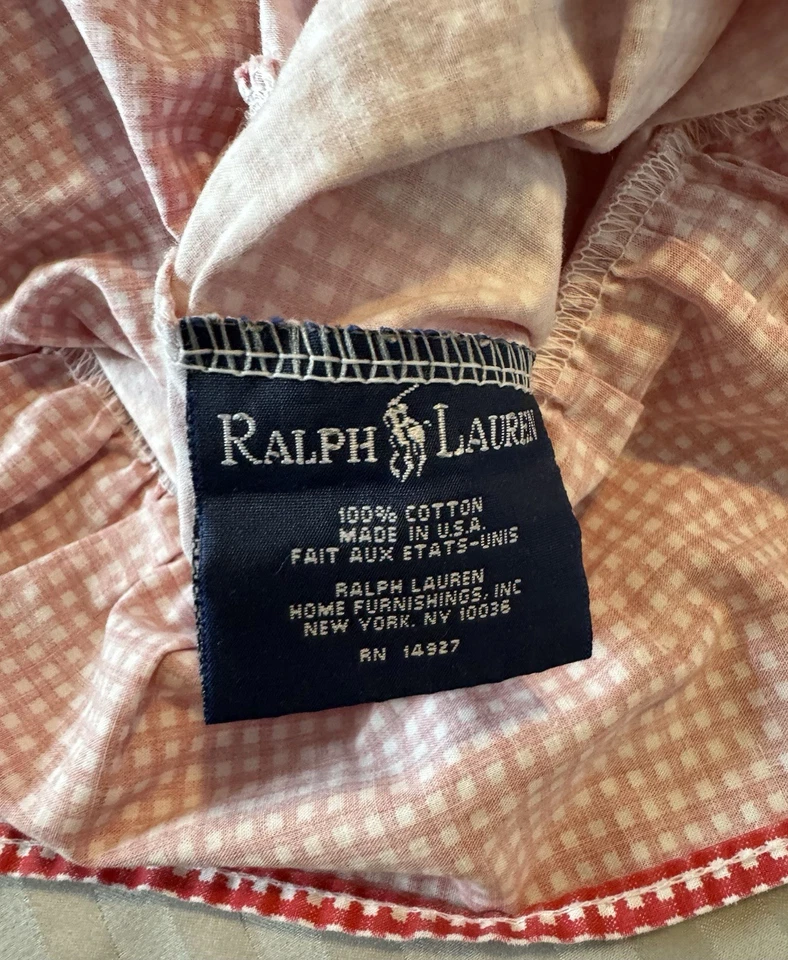 RALPH LAUREN
100% COTTON
MADE IN U.S.A.
FAIT AUX ETATS-UNIS
RALPH LAUREN
HOME FURNISHINGS, INC
NEW YORK, NY 10036
RN 14927